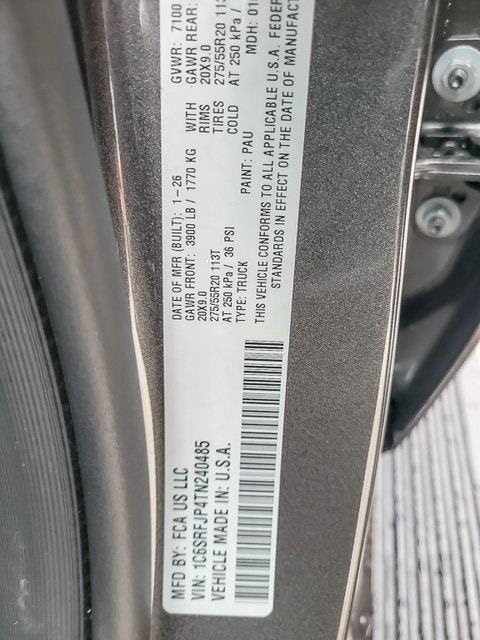 MFD BY: FCA US LLC
VIN: 1C6SRFJP4TN240485
VEHICLE MADE IN: U.S.A.
DATE OF MFR (BUILT): 1-26 GVWR: 7100
GAWR FRONT: 3900 LB / 1770 KG WITH GAWR REAR:
20X9.0 RIMS 20X9.0
275/55R20 113T TIRES 275/55R20 113
AT 250 kPa / 36 PSI COLD AT 250 kPa /
TYPE: TRUCK PAINT: PAU MDH:
THIS VEHICLE CONFORMS TO ALL APPLICABLE U.S.A. FEDER
STANDARDS IN EFFECT ON THE DATE OF MANUFACT